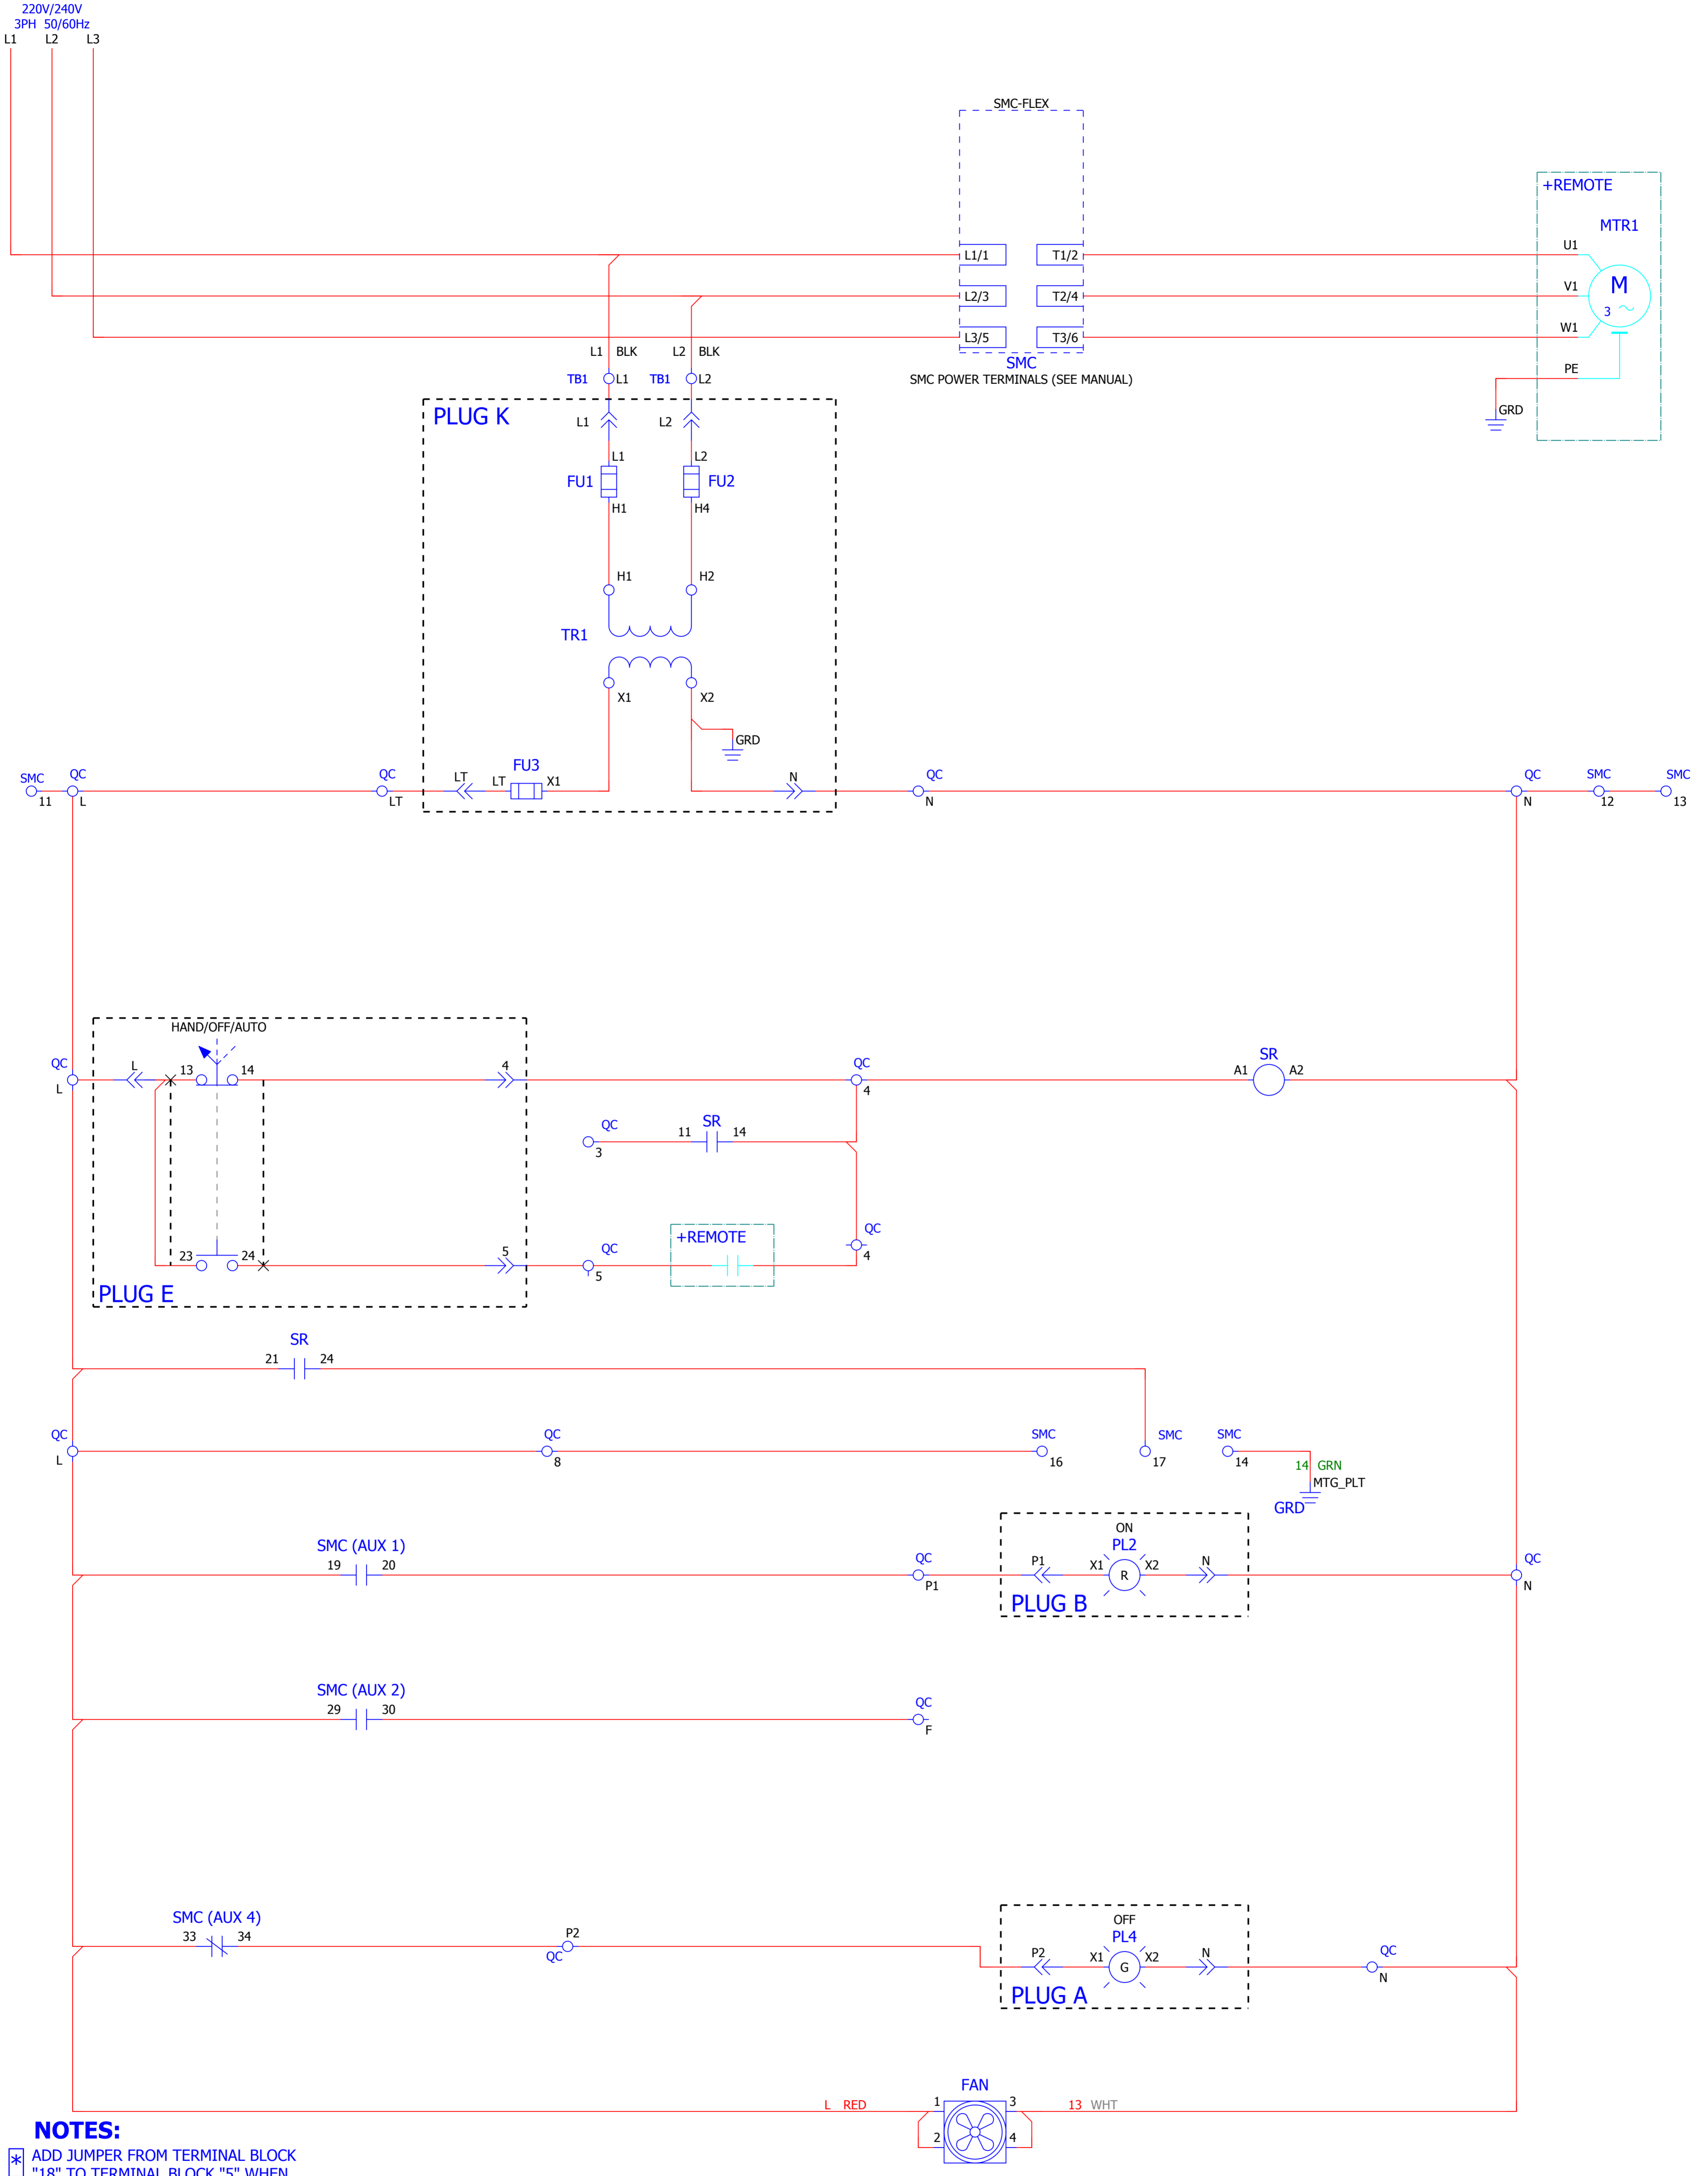 220V/240V
3PH 50/60Hz
L1 L2 L3
SMC-FLEX
+REMOTE
MTR1
L1/1 T1/2 U1
L2/3 T2/4 V1
M
3
L3/5 T3/6 W1
SMC
SMC POWER TERMINALS (SEE MANUAL)
PE
GRD
L1 BLK L2 BLK
TB1 L1 TB1 L2
PLUG K
L1 L2
L1 L2
FU1 FU2
H1 H4
H1 H2
TR1
X1 X2
GRD
FU3
SMC QC QC LT LT X1 N QC QC SMC SMC
11 L LT N N 12 13
HAND/OFF/AUTO
QC L 13 14 4 QC SR
L 4 A1 A2
QC 11 SR 14
3
+REMOTE
QC
4
23 24 5 QC
5
PLUG E
SR
21 24
QC QC SMC SMC SMC
L 8 16 17 14
14 GRN
MTG_PLT
GRD
ON
SMC (AUX 1) PL2
19 20 QC P1 X1 R X2 N QC
P1 N
PLUG B
SMC (AUX 2)
29 30 QC
F
SMC (AUX 4) OFF
33 34 P2 PL4
QC P2 X1 G X2 N QC
N
PLUG A
FAN
L RED 1 3 13 WHT
2 4
NOTES:
* ADD JUMPER FROM TERMINAL BLOCK
"18" TO TERMINAL BLOCK "5" WHEN